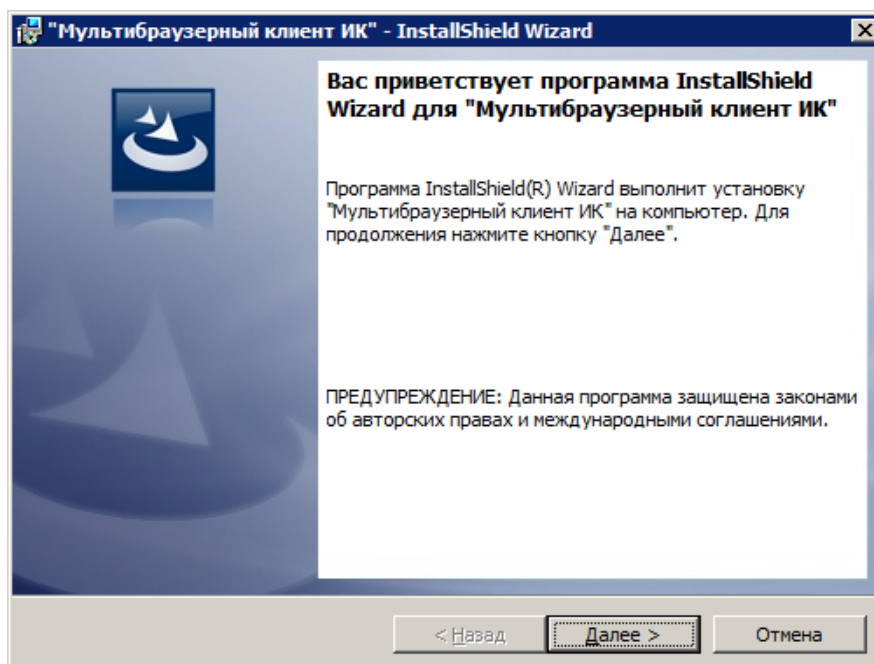 "Мультибраузерный клиент ИК" - InstallShield Wizard
Вас приветствует программа InstallShield
Wizard для "Мультибраузерный клиент ИК"
Программа InstallShield(R) Wizard выполнит установку
"Мультибраузерный клиент ИК" на компьютер. Для
продолжения нажмите кнопку "Далее".
ПРЕДУПРЕЖДЕНИЕ: Данная программа защищена законами
об авторских правах и международными соглашениями.
< Назад
Далее >
Отмена